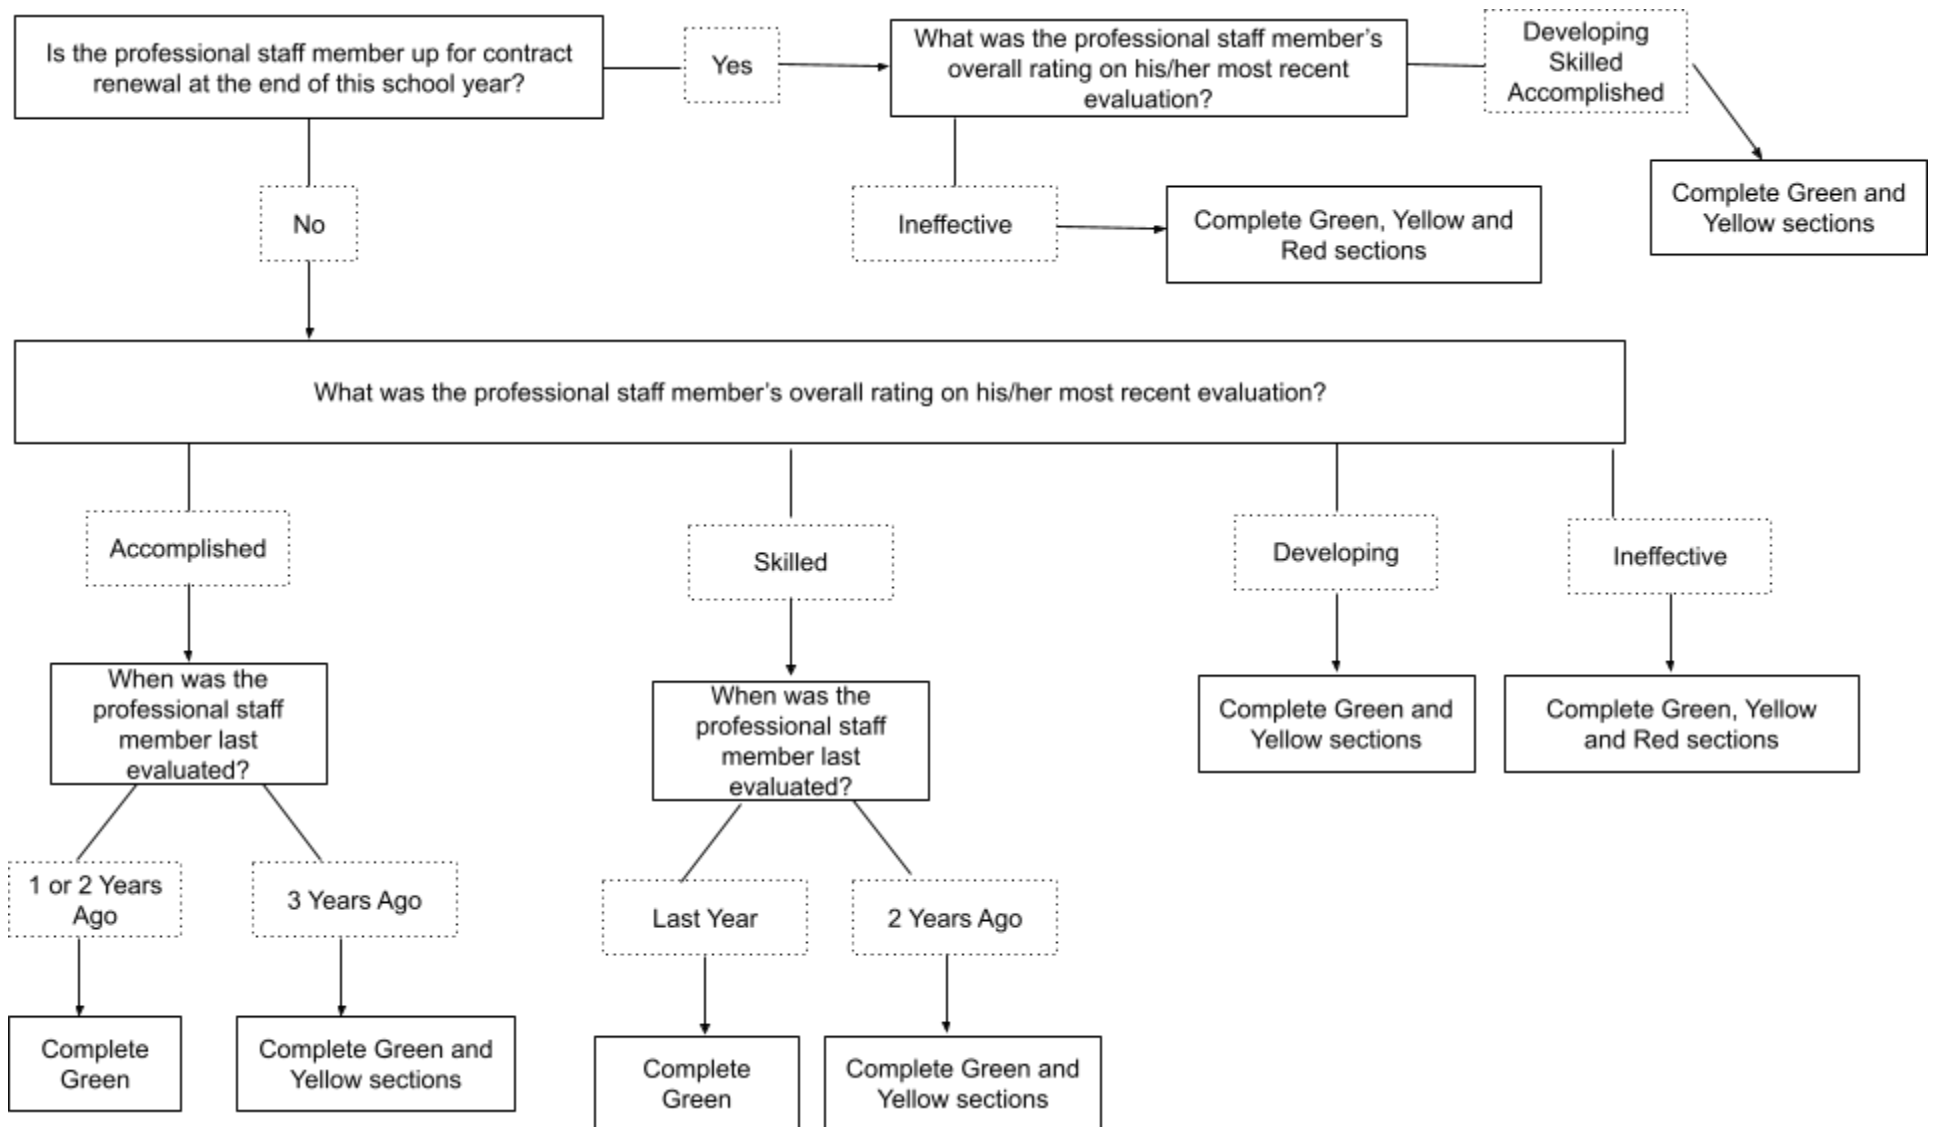 Is the professional staff member up for contract
renewal at the end of this school year?
Yes
What was the professional staff member's
overall rating on his/her most recent
evaluation?
Developing
Skilled
Accomplished
Complete Green and
Yellow sections
No
Ineffective
Complete Green, Yellow and
Red sections
What was the professional staff member's overall rating on his/her most recent evaluation?
Accomplished
Skilled
Developing
Ineffective
When was the
professional staff
member last
evaluated?
When was the
professional staff
member last
evaluated?
Complete Green and
Yellow sections
Complete Green, Yellow
and Red sections
1 or 2 Years
Ago
3 Years Ago
Last Year
2 Years Ago
Complete
Green
Complete Green and
Yellow sections
Complete
Green
Complete Green and
Yellow sections